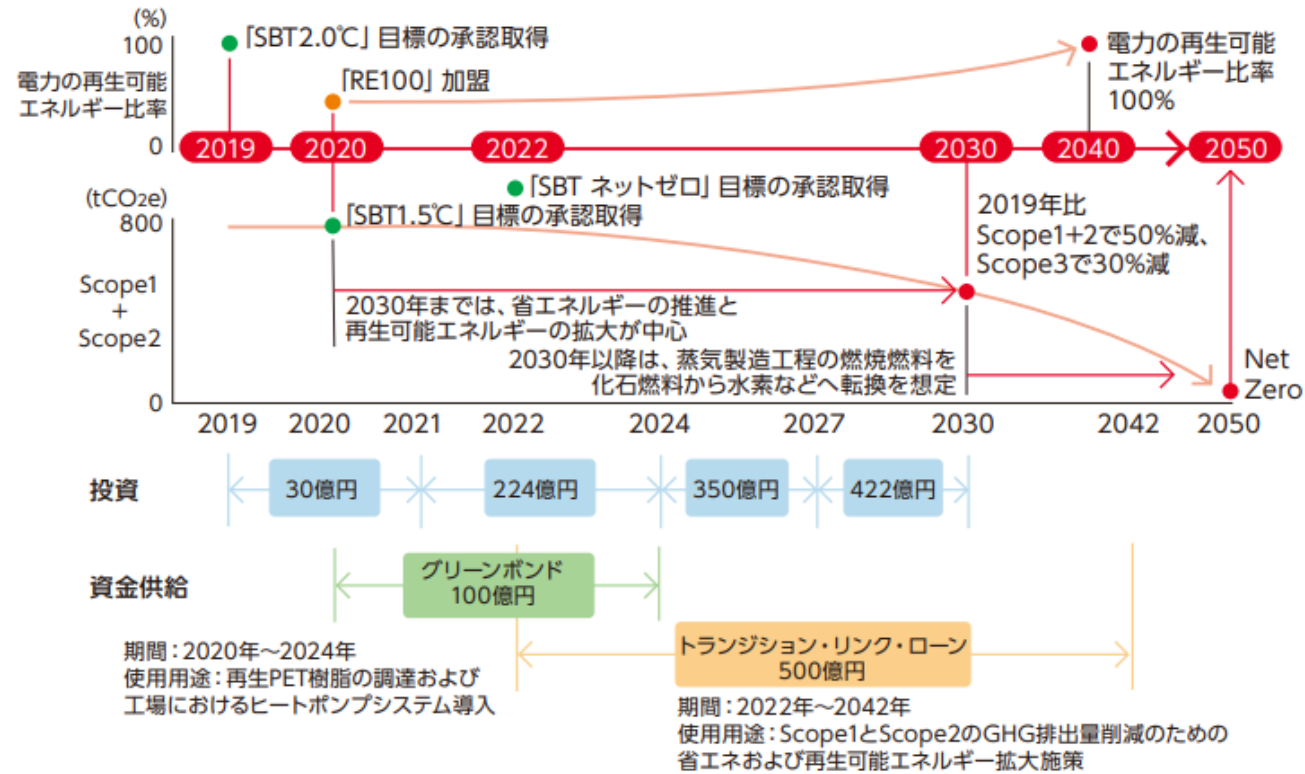 (%)
100
電力の再生可能
エネルギー比率
0
「SBT2.0℃」目標の承認取得
「RE100」加盟
電力の再生可能
エネルギー比率
100%
2019
2020
2022
2030
2040
2050
(tCO2e)
800
Scope1
+
Scope2
0
「SBT ネットゼロ」目標の承認取得
「SBT1.5℃」目標の承認取得
2019年比
Scope1+2で50%減、
Scope3で30%減
2030年までは、省エネルギーの推進と
再生可能エネルギーの拡大が中心
2030年以降は、蒸気製造工程の燃焼燃料を
化石燃料から水素などへ転換を想定
Net
Zero
2019
2020
2021
2022
2024
2027
2030
2042
2050
投資
30億円
224億円
350億円
422億円
資金供給
グリーンボンド
100億円
期間：2020年～2024年
使用用途：再生PET樹脂の調達および
工場におけるヒートポンプシステム導入
トランジション・リンク・ローン
500億円
期間：2022年～2042年
使用用途：Scope1とScope2のGHG排出量削減のための
省エネおよび再生可能エネルギー拡大施策